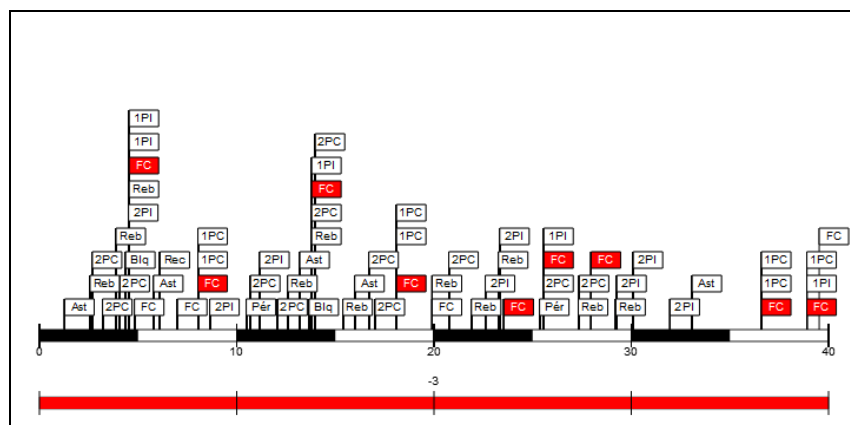 1PI
1PI 2PC
FC 1PI
Reb FC
2PI 2PC 1PC
Reb 1PC Reb 1PC 2PI 1PI FC
2PC Blq Rec 1PC 2PI Ast 2PC 2PC Reb FC FC 2PI 1PC 1PC
Reb 2PC Ast FC 2PC Reb Ast FC Reb 2PI 2PC 2PC 2PI Ast 1PC 1PI
Ast 2PC FC FC 2PI Pér 2PC Blq Reb 2PC FC Reb FC Pér Reb Reb 2PI FC FC
0 10 20 30 40
-3